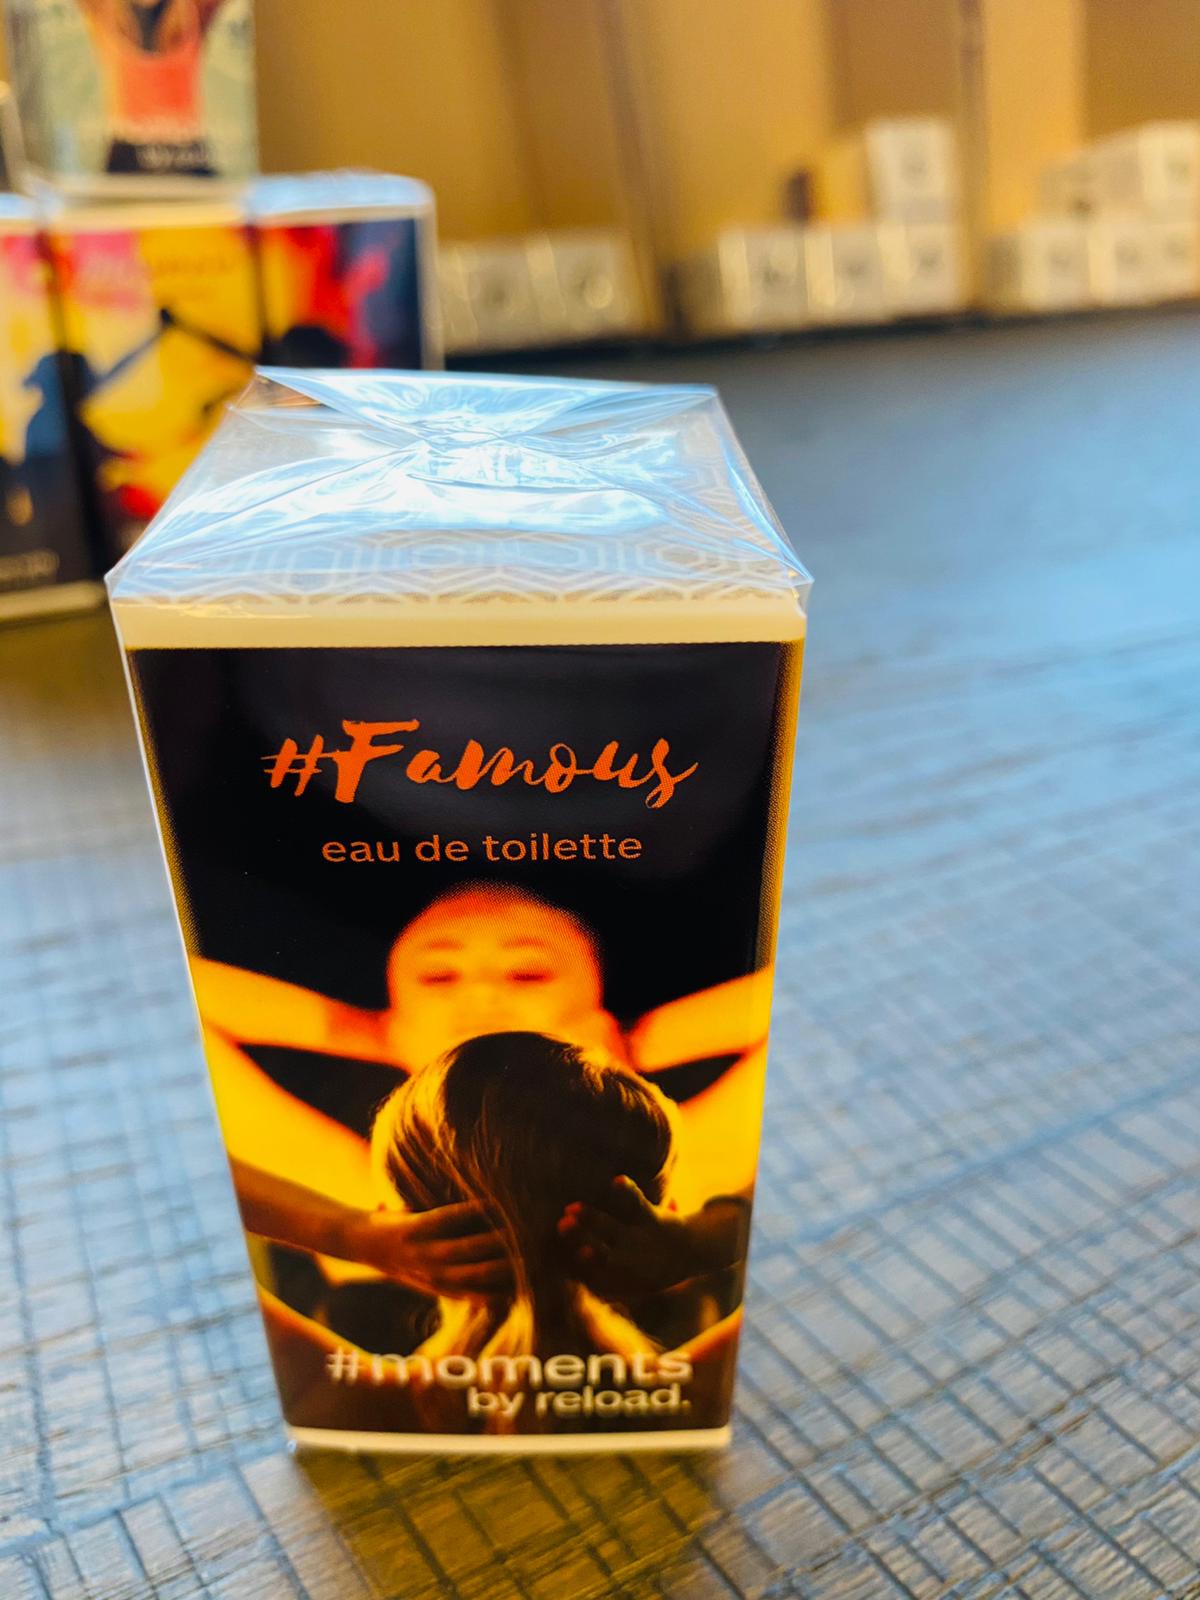 #Famous
eau de toilette
#moments
by reload.